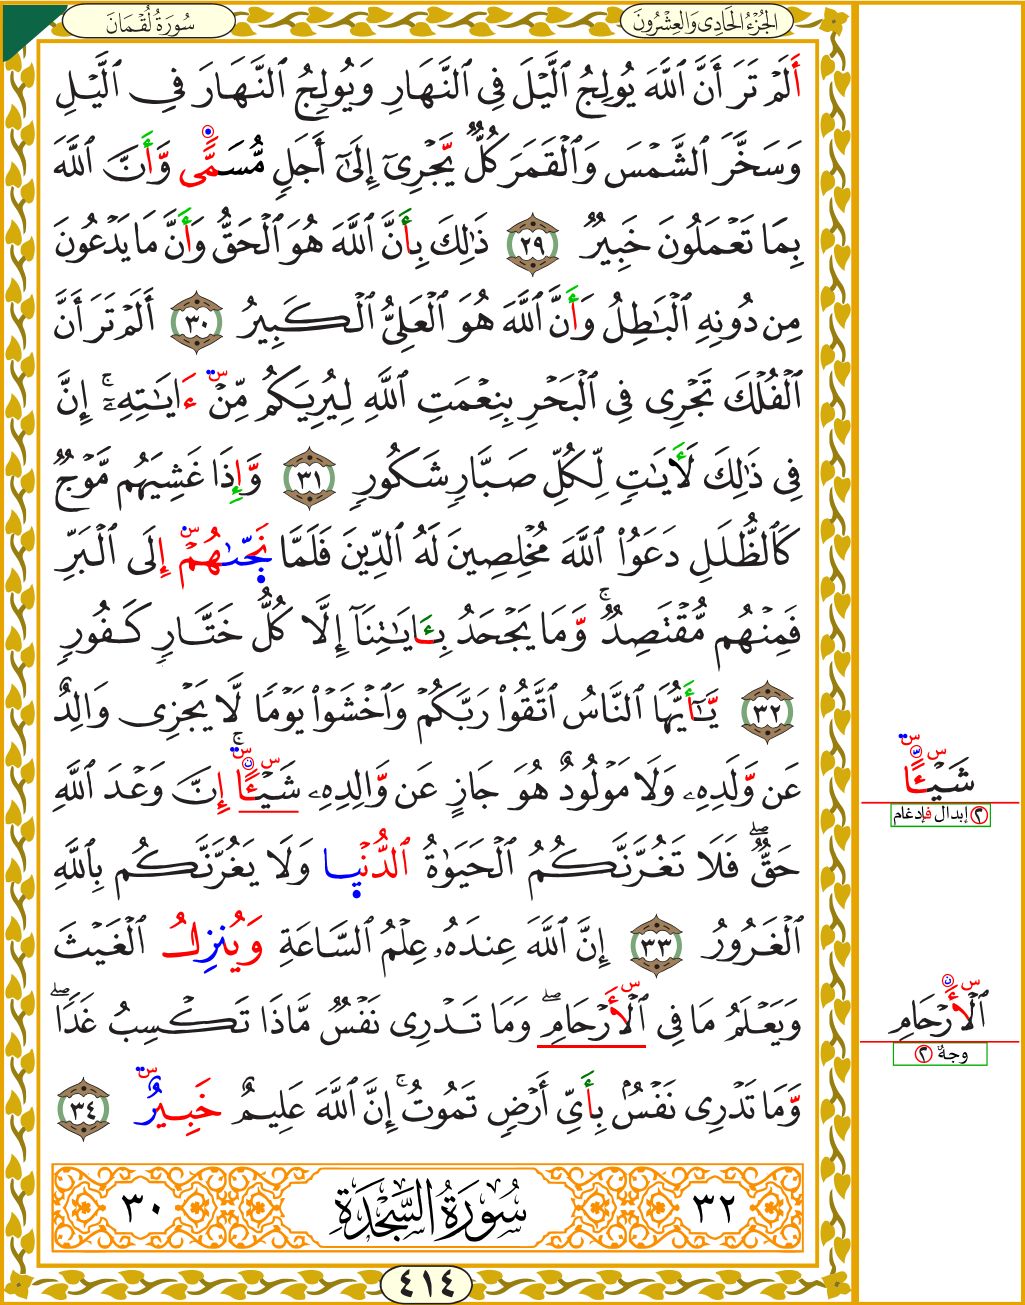 الجُزْءُ الحَادِى وَالعِشْرُونَ
سُورَةُ لُقْمَانَ
أَلَمْ تَرَ أَنَّ ٱللَّهَ يُولِجُ ٱلَّيْلَ فِى ٱلنَّهَارِ وَيُولِجُ ٱلنَّهَارَ فِى ٱلَّيْلِ
وَسَخَّرَ ٱلشَّمْسَ وَٱلْقَمَرَ كُلٌّ يَّجْرِىٓ إِلَىٰٓ أَجَلٍ مُّسَمًّى وَّأَنَّ ٱللَّهَ
بِمَا تَعْمَلُونَ خَبِيرٌ ٢٩ ذَٰلِكَ بِأَنَّ ٱللَّهَ هُوَ ٱلْحَقُّ وَأَنَّ مَا يَدْعُونَ
مِن دُونِهِ ٱلْبَٰطِلُ وَأَنَّ ٱللَّهَ هُوَ ٱلْعَلِىُّ ٱلْكَبِيرُ ٣٠ أَلَمْ تَرَ أَنَّ
ٱلْفُلْكَ تَجْرِى فِى ٱلْبَحْرِ بِنِعْمَتِ ٱللَّهِ لِيُرِيَكُم مِّنْ س ءَايَٰتِهِۦٓ ۚ إِنَّ
فِى ذَٰلِكَ لَأَيَٰتٍ لِّكُلِّ صَبَّارٍ شَكُورٍ ٣١ وَّإِذَا غَشِيَهُم مَّوْجٌ
كَٱلظُّلَلِ دَعَوُا۟ ٱللَّهَ مُخْلِصِينَ لَهُ ٱلدِّينَ فَلَمَّا نَجَّىٰهُمْ س إِلَى ٱلْبَرِّ
فَمِنْهُم مُّقْتَصِدٌ ۚ وَّمَا يَجْحَدُ بِـَٔايَٰتِنَآ إِلَّا كُلُّ خَتَّارٍ كَفُورٍ
٣٢ يَّٰٓأَيُّهَا ٱلنَّاسُ ٱتَّقُوا۟ رَبَّكُمْ وَٱخْشَوْا۟ يَوْمًا لَّا يَجْزِى وَالِدٌ
عَن وَّلَدِهِۦ وَلَا مَوْلُودٌ هُوَ جَازٍ عَن وَّالِدِهِۦ شَيْـًٔا س ن س ۚ إِنَّ وَعْدَ ٱللَّهِ
حَقٌّ ۖ فَلَا تَغُرَّنَّكُمُ ٱلْحَيَوٰةُ ٱلدُّنْيَا وَلَا يَغُرَّنَّكُم بِٱللَّهِ
ٱلْغَرُورُ ٣٣ إِنَّ ٱللَّهَ عِندَهُۥ عِلْمُ ٱلسَّاعَةِ وَيُنزِلُ ٱلْغَيْثَ
وَيَعْلَمُ مَا فِى ٱلْأَرْحَامِ س ۖ وَمَا تَدْرِى نَفْسٌ مَّاذَا تَكْسِبُ غَدًا ۖ
وَّمَا تَدْرِى نَفْسٌۢ بِأَىِّ أَرْضٍ تَمُوتُ ۚ إِنَّ ٱللَّهَ عَلِيمٌ خَبِيرٌ س ٣٤
٣٢ سُورَةُ السَّجْدَةِ ٣٠
٤١٤
شَيْـًٔا س س س
٢ إبدال فإدغام
ٱلْأَرْحَامِ س ن
وجهٌ ٢